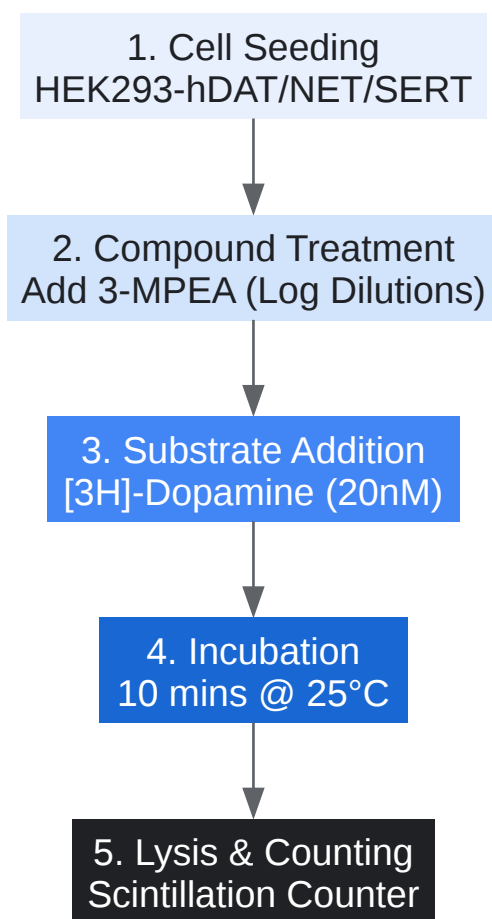 1. Cell Seeding
HEK293-hDAT/NET/SERT
2. Compound Treatment
Add 3-MPEA (Log Dilutions)
3. Substrate Addition
[3H]-Dopamine (20nM)
4. Incubation
10 mins @ 25°C
5. Lysis & Counting
Scintillation Counter